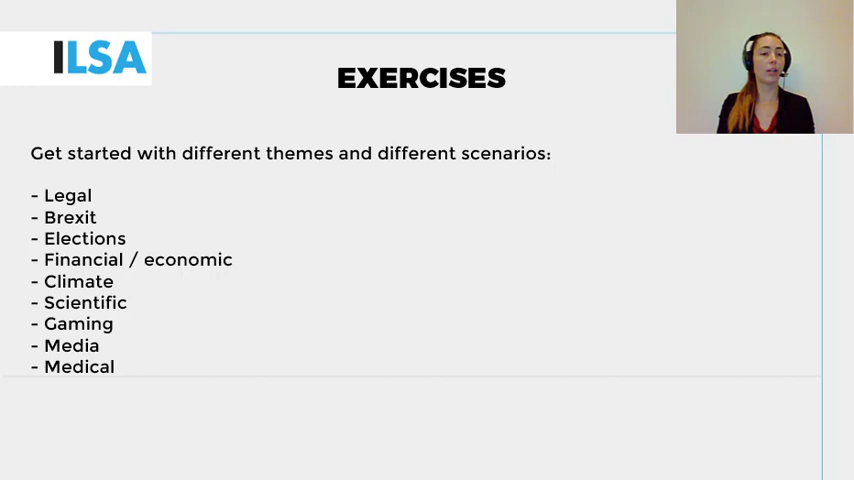 ILSA
EXERCISES
Get started with different themes and different scenarios:
- Legal
- Brexit
- Elections
- Financial / economic
- Climate
- Scientific
- Gaming
- Media
- Medical